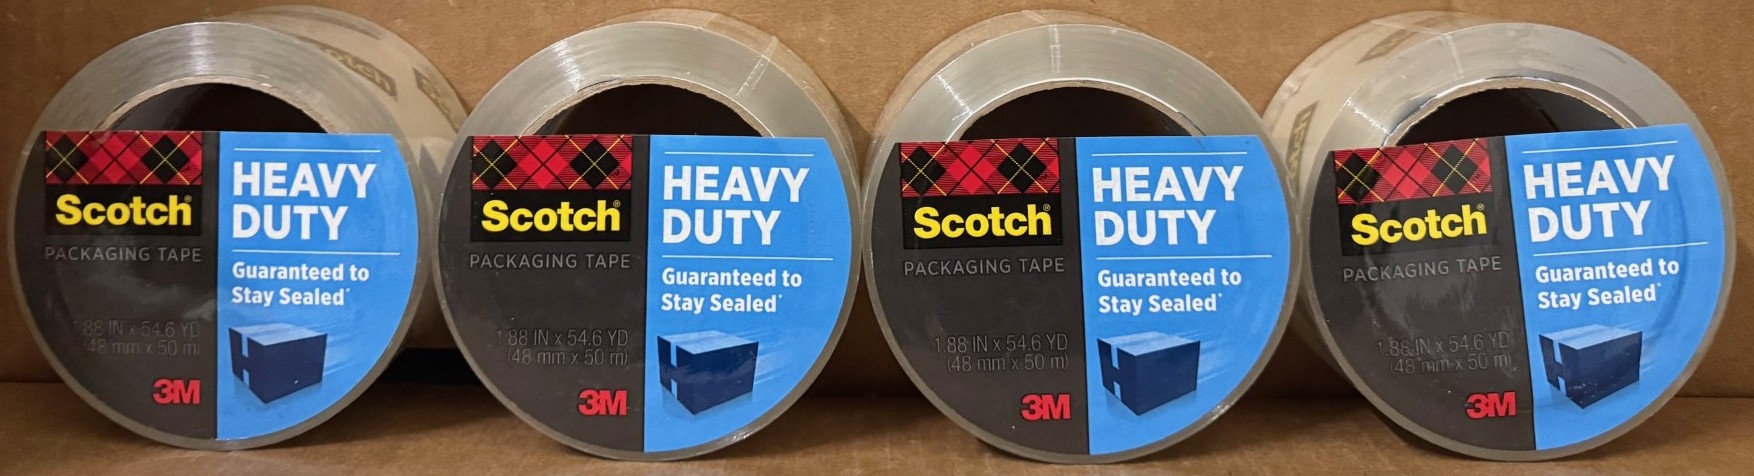 Scotch®
PACKAGING TAPE
1.88 IN x 54.6 YD
(48 mm x 50 m)
3M
HEAVY
DUTY
Guaranteed to
Stay Sealed*
Scotch®
PACKAGING TAPE
1.88 IN x 54.6 YD
(48 mm x 50 m)
3M
HEAVY
DUTY
Guaranteed to
Stay Sealed*
Scotch®
PACKAGING TAPE
1.88 IN x 54.6 YD
(48 mm x 50 m)
3M
HEAVY
DUTY
Guaranteed to
Stay Sealed*
Scotch®
PACKAGING TAPE
1.88 IN x 54.6 YD
(48 mm x 50 m)
3M
HEAVY
DUTY
Guaranteed to
Stay Sealed*
Scotch